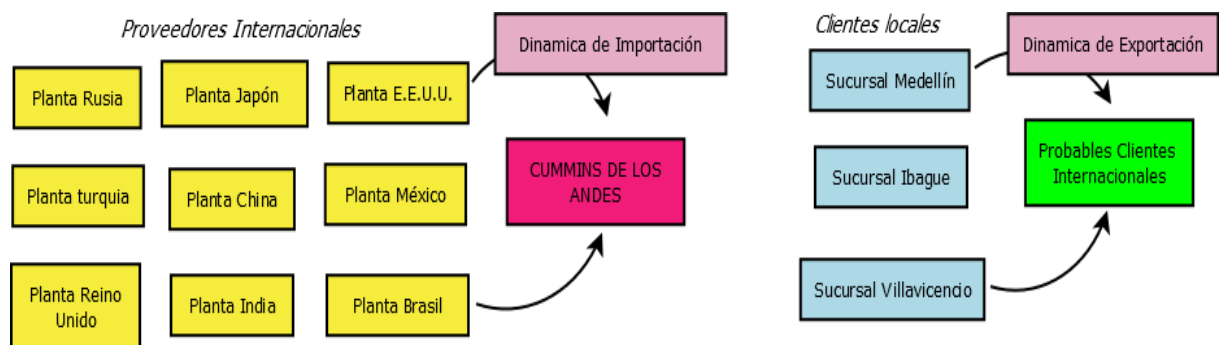 Proveedores Internacionales
Dinamica de Importación
Clientes locales
Dinamica de Exportación
Planta Rusia
Planta Japón
Planta E.E.U.U.
Sucursal Medellín
CUMMINS DE LOS
ANDES
Probables Clientes
Internacionales
Planta turquia
Planta China
Planta México
Sucursal Ibague
Planta Reino
Unido
Planta India
Planta Brasil
Sucursal Villavicencio